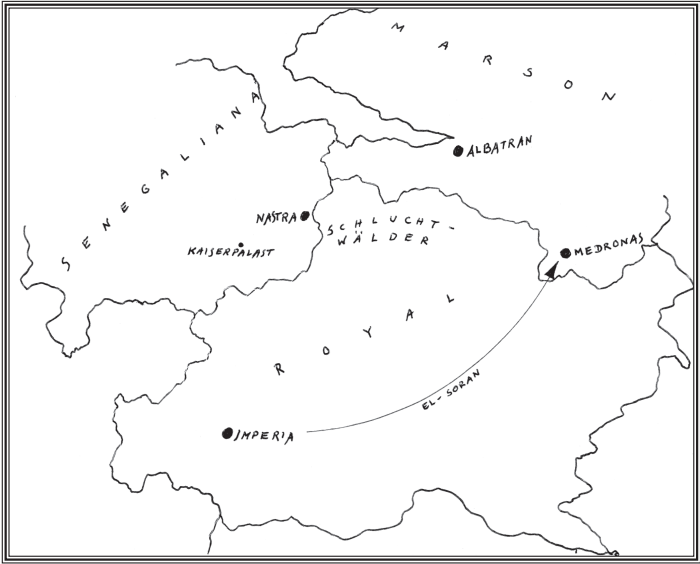 MARSON
SENEGALIANA
ALBATRAN
NASTRA
SCHLUCHT-
WÄLDER
KAISERPALAST
MEDRONAS
ROYAL
EL-SORAN
IMPERIA